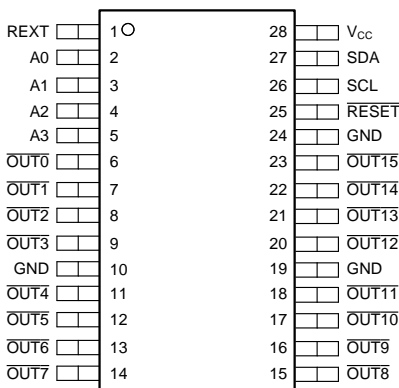 REXT 1 28 VCC
A0 2 27 SDA
A1 3 26 SCL
A2 4 25 RESET
A3 5 24 GND
OUT0 6 23 OUT15
OUT1 7 22 OUT14
OUT2 8 21 OUT13
OUT3 9 20 OUT12
GND 10 19 GND
OUT4 11 18 OUT11
OUT5 12 17 OUT10
OUT6 13 16 OUT9
OUT7 14 15 OUT8